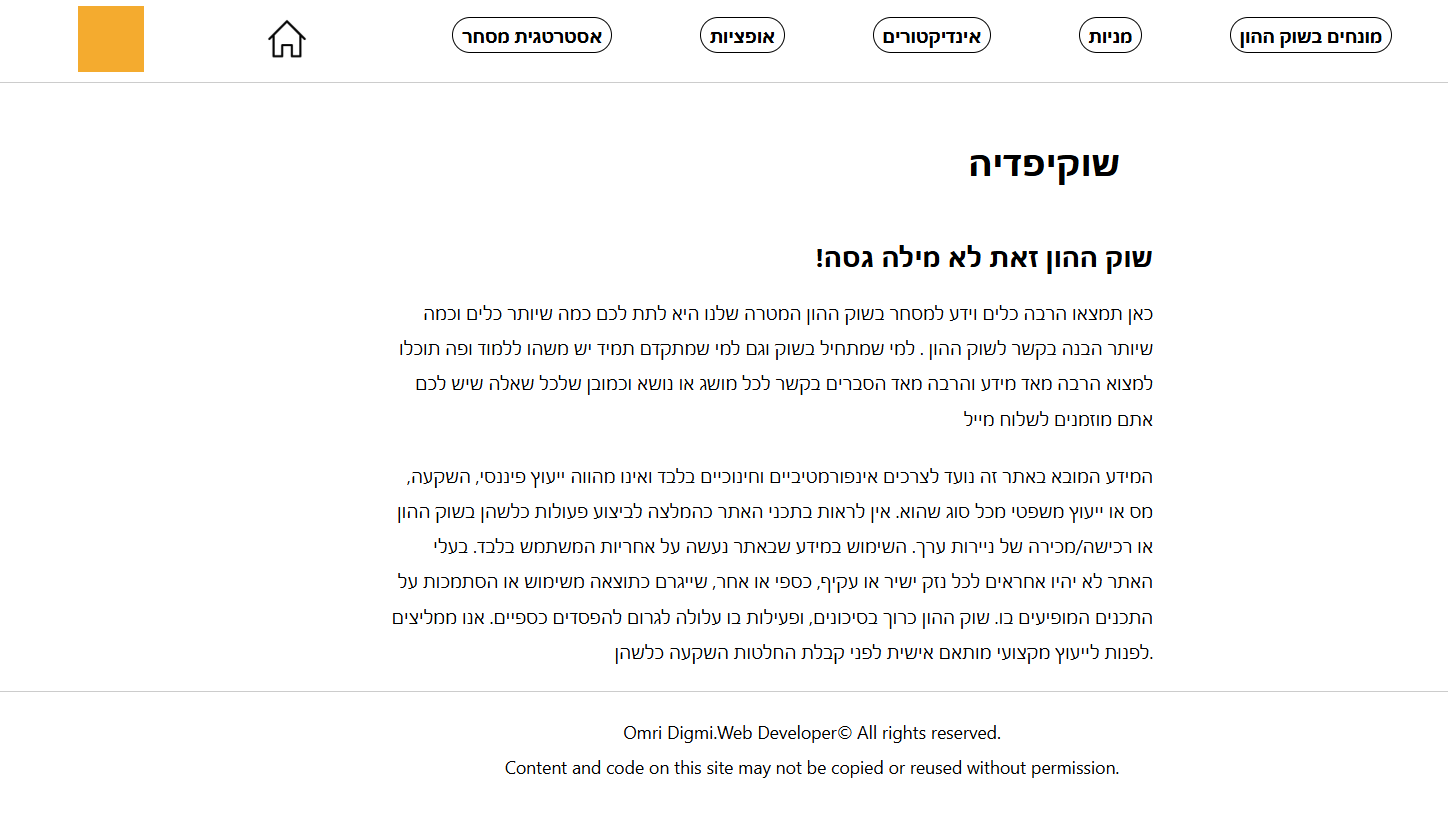 מונחים בשוק ההון
מניות
אינדיקטורים
אופציות
אסטרטגית מסחר
שוקיפדיה
שוק ההון זאת לא מילה גסה!
כאן תמצאו הרבה כלים וידע למסחר בשוק ההון המטרה שלנו היא לתת לכם כמה שיותר כלים וכמה
שיותר הבנה בקשר לשוק ההון . למי שמתחיל בשוק וגם למי שמתקדם תמיד יש משהו ללמוד ופה תוכלו
למצוא הרבה מאד מידע והרבה מאד הסברים בקשר לכל מושג או נושא וכמובן שלכל שאלה שיש לכם
אתם מוזמנים לשלוח מייל
המידע המובא באתר זה נועד לצרכים אינפורמטיביים וחינוכיים בלבד ואינו מהווה ייעוץ פיננסי, השקעה,
מס או ייעוץ משפטי מכל סוג שהוא. אין לראות בתכני האתר כהמלצה לביצוע פעולות כלשהן בשוק ההון
או רכישה/מכירה של ניירות ערך. השימוש במידע שבאתר נעשה על אחריות המשתמש בלבד. בעלי
האתר לא יהיו אחראים לכל נזק ישיר או עקיף, כספי או אחר, שייגרם כתוצאה משימוש או הסתמכות על
התכנים המופיעים בו. שוק ההון כרוך בסיכונים, ופעילות בו עלולה לגרום להפסדים כספיים. אנו ממליצים
.לפנות לייעוץ מקצועי מותאם אישית לפני קבלת החלטות השקעה כלשהן
Omri Digmi.Web Developer© All rights reserved.
Content and code on this site may not be copied or reused without permission.